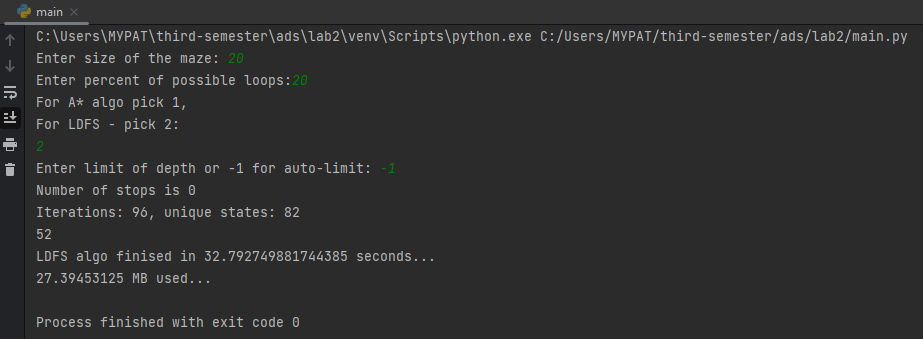 main
C:\Users\MYPAT\third-semester\ads\lab2\venv\Scripts\python.exe C:/Users/MYPAT/third-semester/ads/lab2/main.py
Enter size of the maze: 20
Enter percent of possible loops:20
For A* algo pick 1,
For LDFS - pick 2:
2
Enter limit of depth or -1 for auto-limit: -1
Number of stops is 0
Iterations: 96, unique states: 82
52
LDFS algo finised in 32.792749881744385 seconds...
27.39453125 MB used...
Process finished with exit code 0